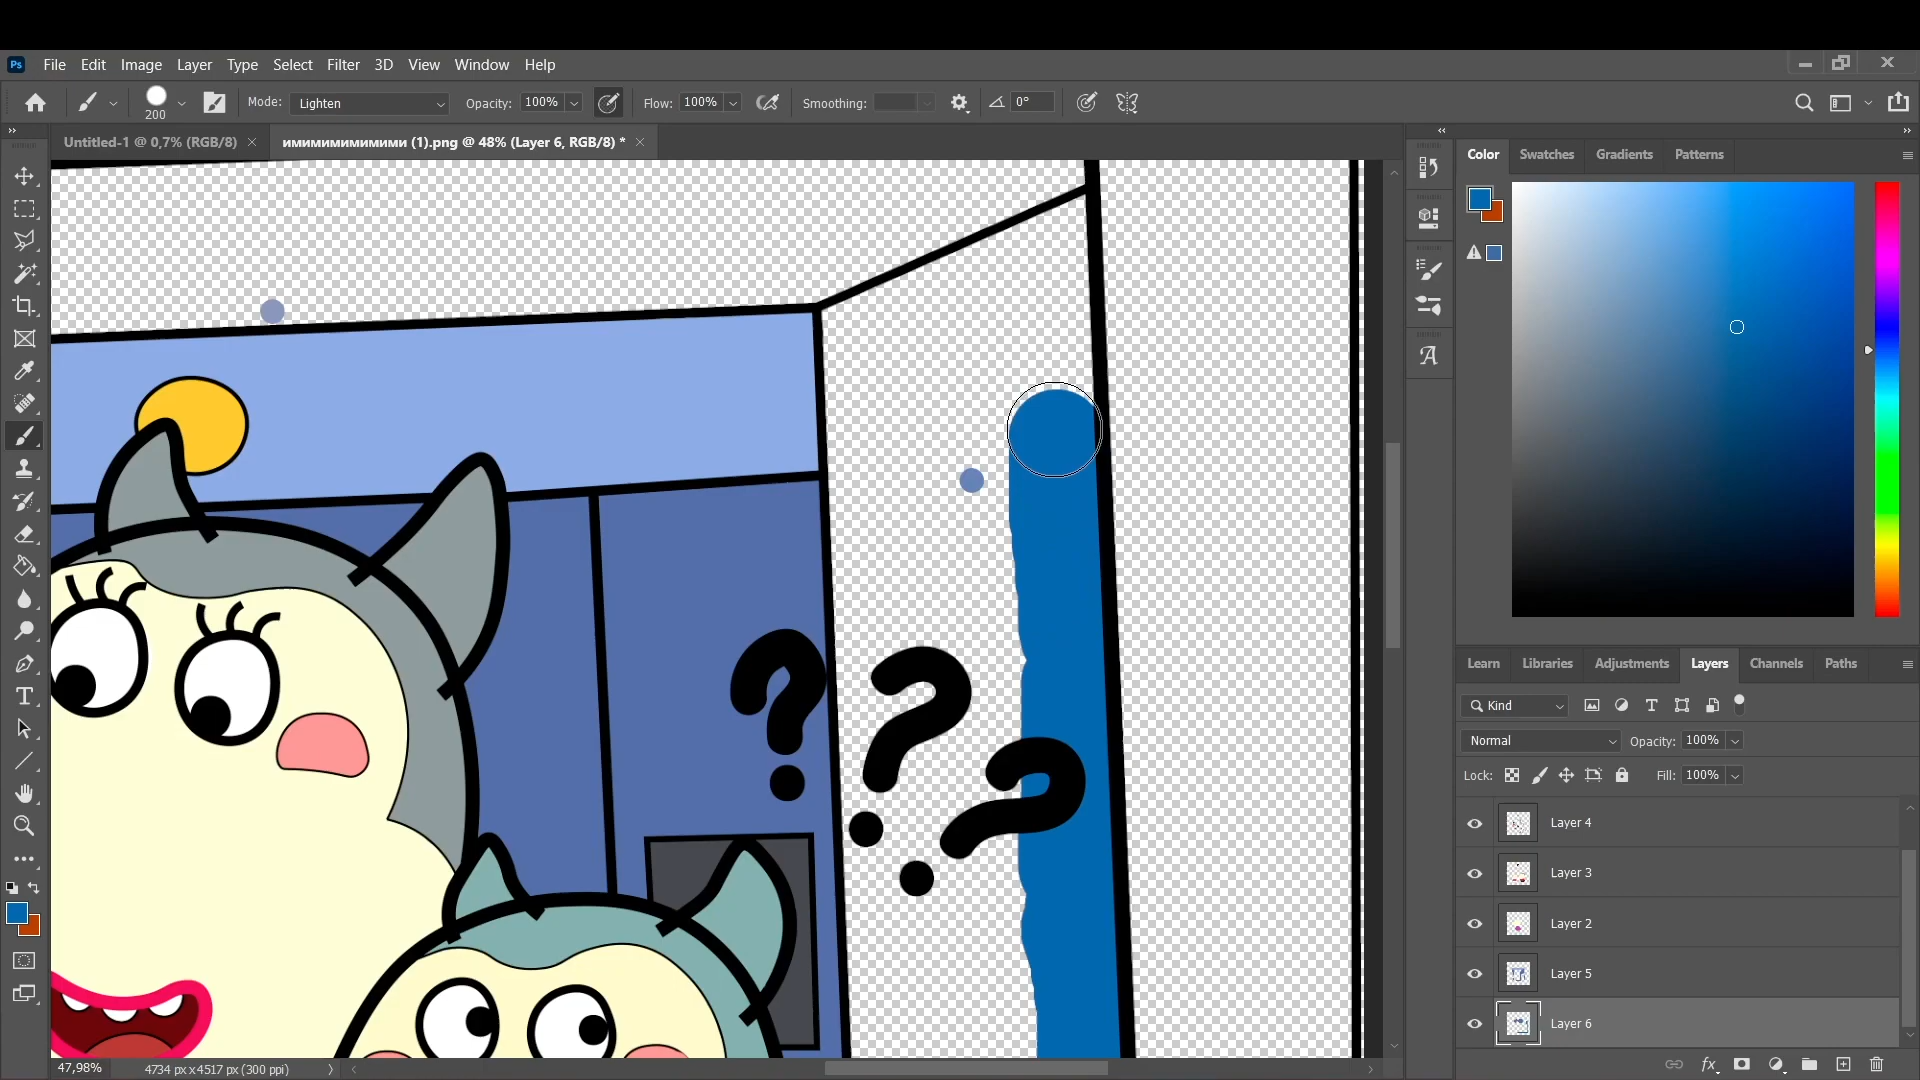 Ps File Edit Image Layer Type Select Filter 3D View Window Help
200 Mode: Lighten Opacity: 100% Flow: 100% Smoothing: 0°
Untitled-1 @ 0,7% (RGB/8) × имимимимимими (1).png @ 48% (Layer 6, RGB/8) * ×
Color Swatches Gradients Patterns
? ? ?
Learn Libraries Adjustments Layers Channels Paths
Kind
Normal Opacity: 100%
Lock: Fill: 100%
Layer 4
Layer 3
Layer 2
Layer 5
Layer 6
fx
47,98% 4734 px x 4517 px (300 ppi)